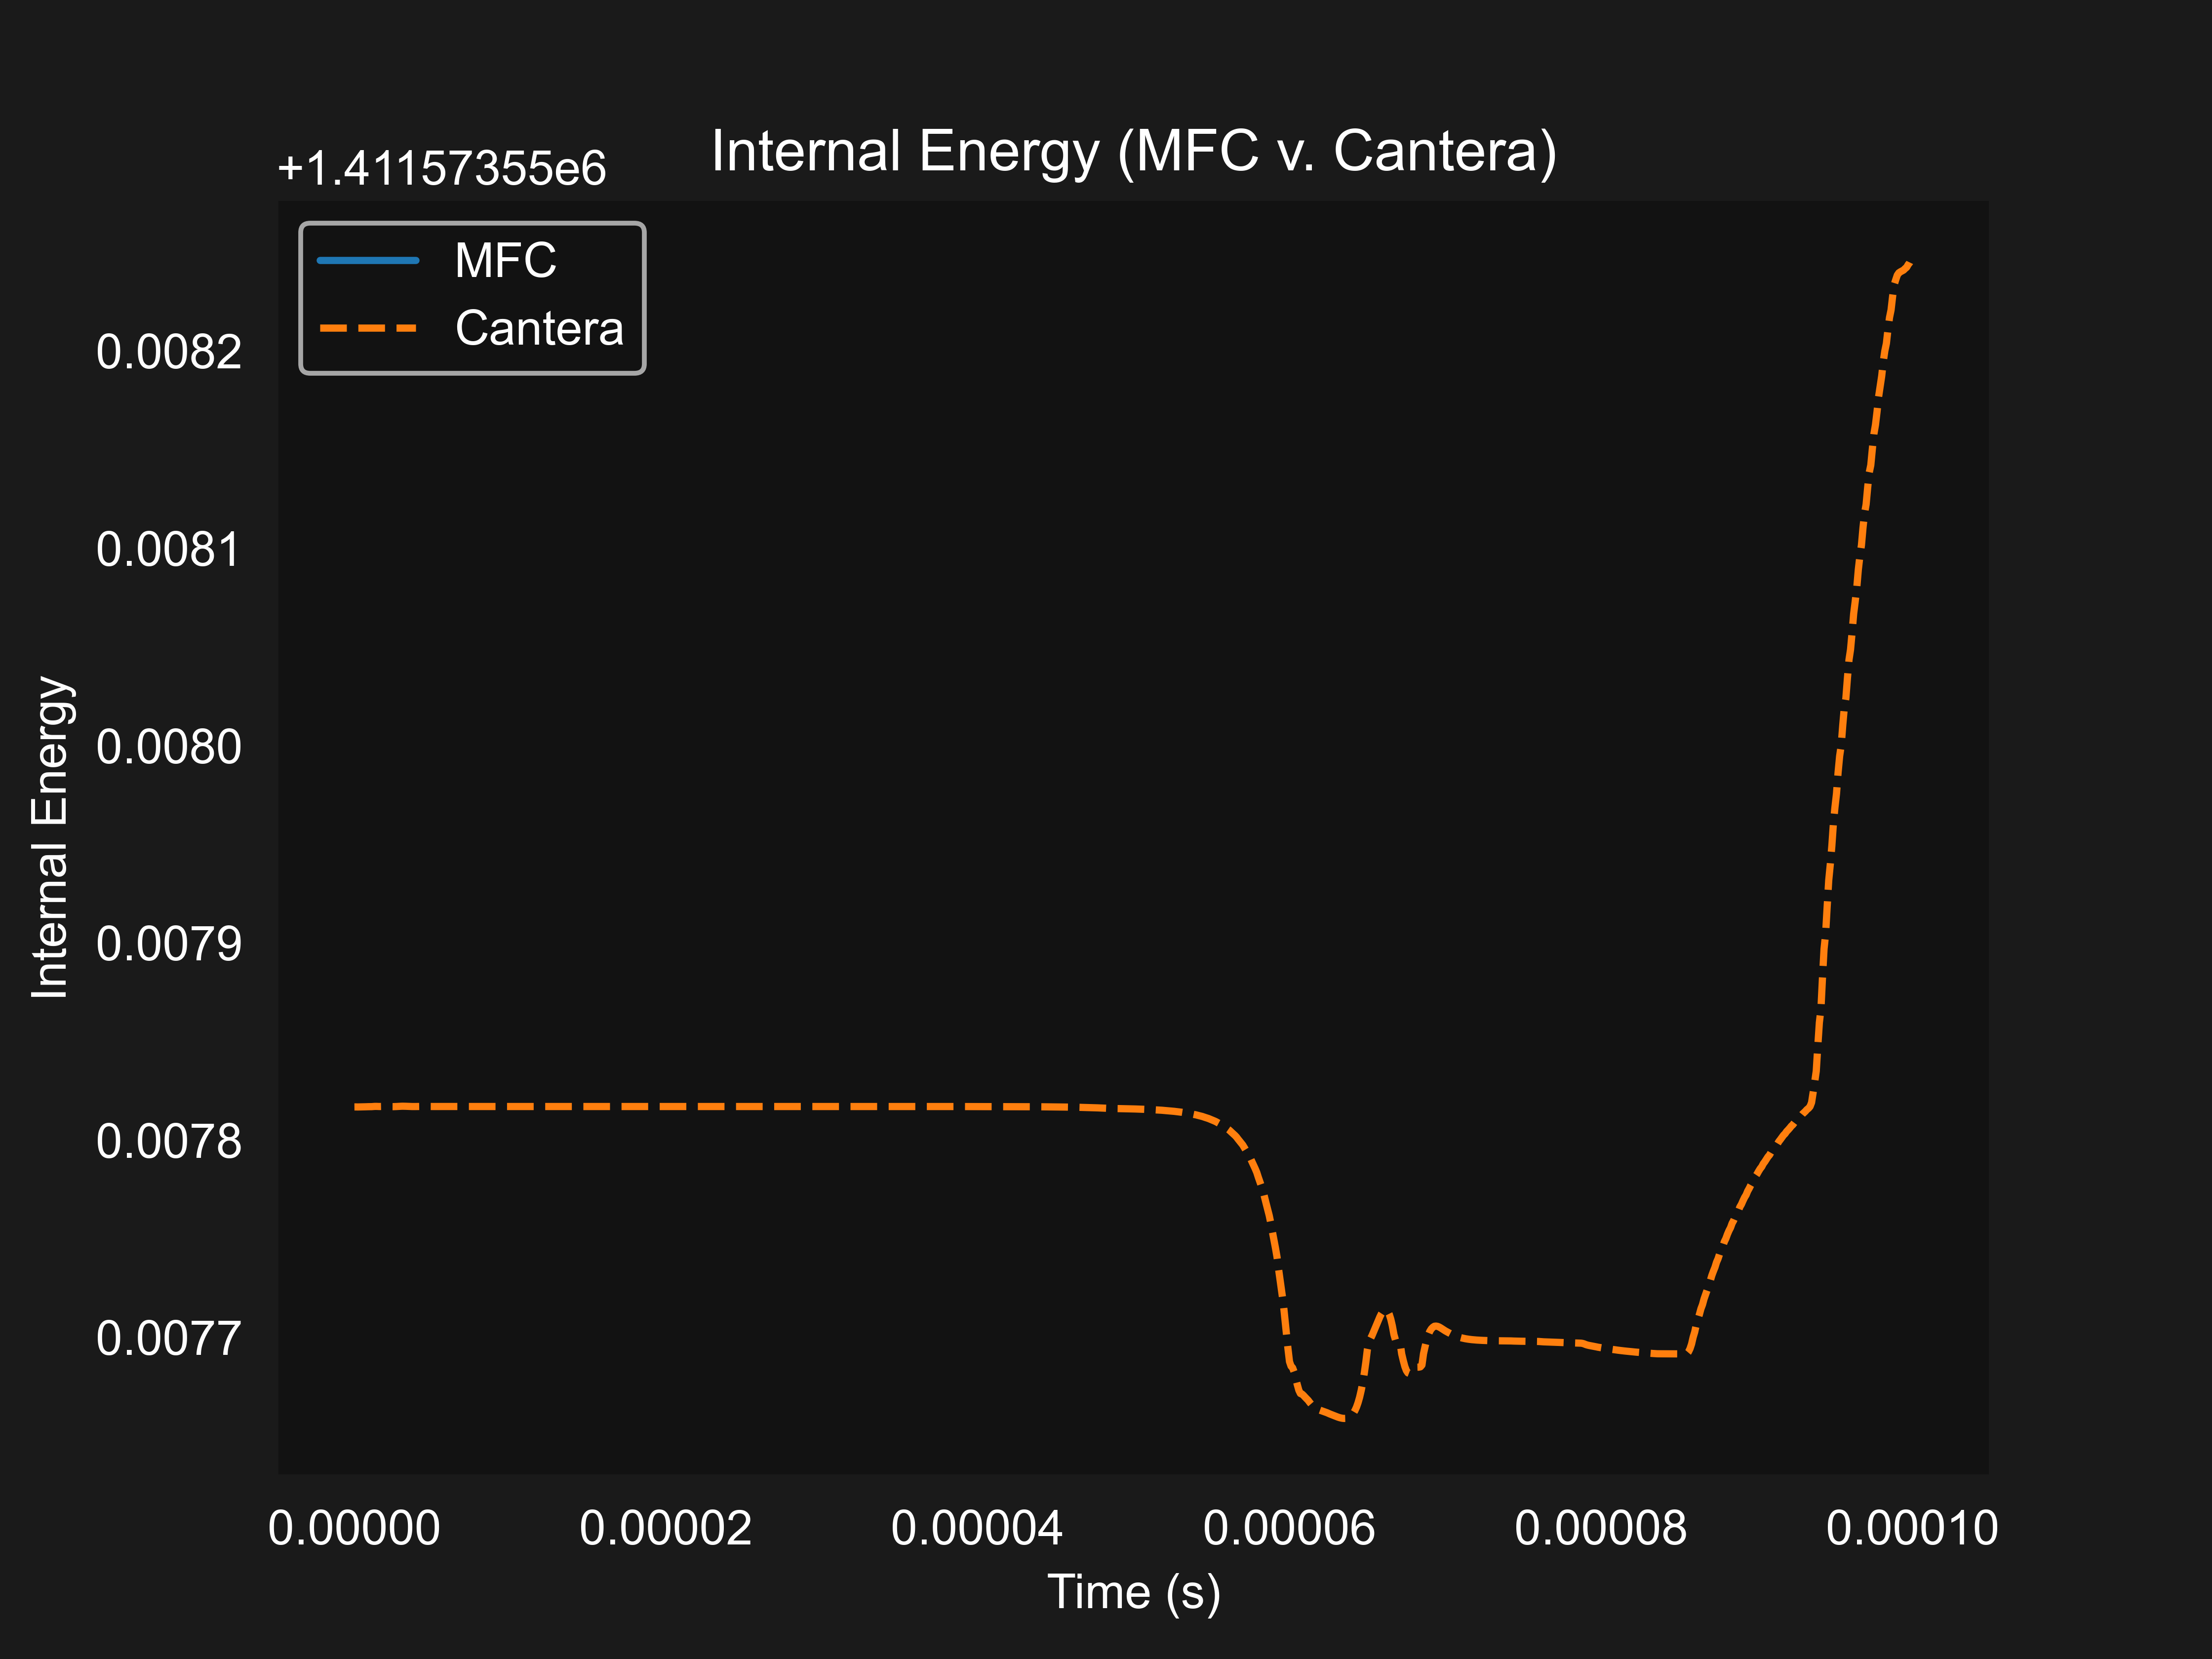 Internal Energy (MFC v. Cantera)
+1.411157355e6
MFC
Cantera
0.0082
0.0081
0.0080
0.0079
0.0078
0.0077
Internal Energy
0.00000
0.00002
0.00004
0.00006
0.00008
0.00010
Time (s)